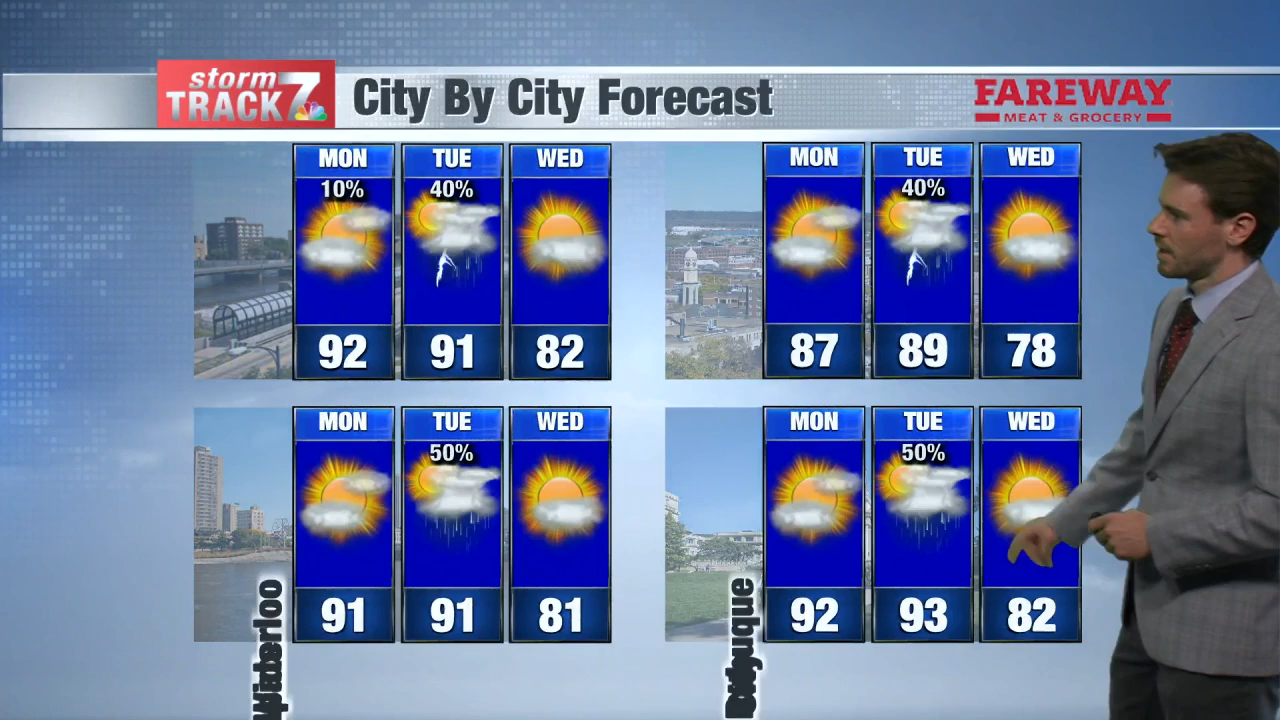 storm
TRACK 7
City By City Forecast
FAREWAY
MEAT & GROCERY
MON TUE WED
10% 40%
92 91 82
MON TUE WED
40%
87 89 78
MON TUE WED
50%
91 91 81
MON TUE WED
50%
92 93 82